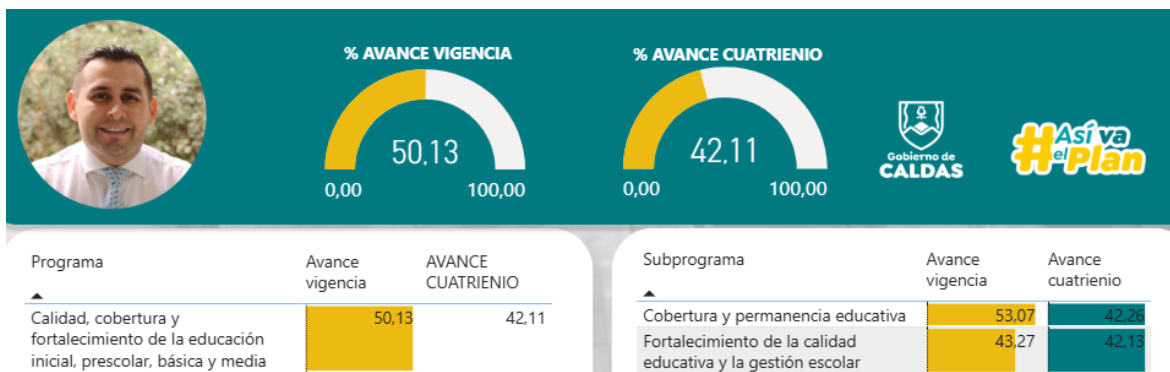 % AVANCE VIGENCIA
50,13
0,00
100,00
% AVANCE CUATRIENIO
42,11
0,00
100,00
Gobierno de
CALDAS
#Así va
el Plan
Programa
Avance
vigencia
AVANCE
CUATRIENIO
Calidad, cobertura y
fortalecimiento de la educación
inicial, prescolar, básica y media
50,13
42,11
Subprograma
Avance
vigencia
Avance
cuatrienio
Cobertura y permanencia educativa
53,07
42,26
Fortalecimiento de la calidad
educativa y la gestión escolar
43,27
42,13